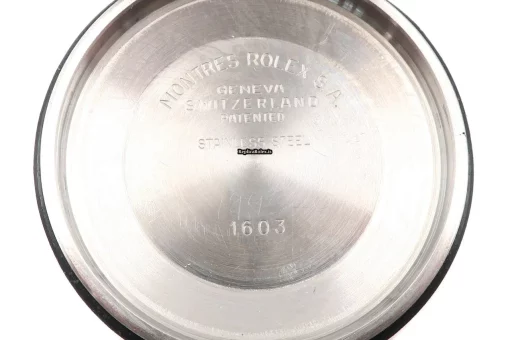 MONTRES ROLEX S.A.
GENEVA
SWITZERLAND
PATENTED
STAINLESS STEEL
1603